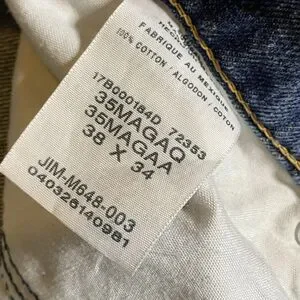 FABRIQUE AU MEXIQUE
100% COTTON / ALGODON / COTON
17B000184D 72353
35MAGAQ
35MAGAA
38 X 34
JIM-M648-003
040326140981